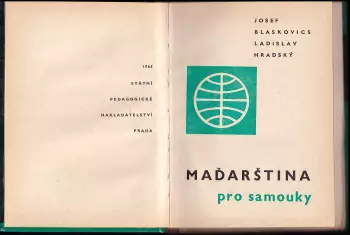 1965
STÁTNÍ
PEDAGOGICKÉ
NAKLADATELSTVÍ
PRAHA
JOSEF
BLASKOVICS
LADISLAV
HRADSKÝ
MAĎARŠTINA
pro samouky